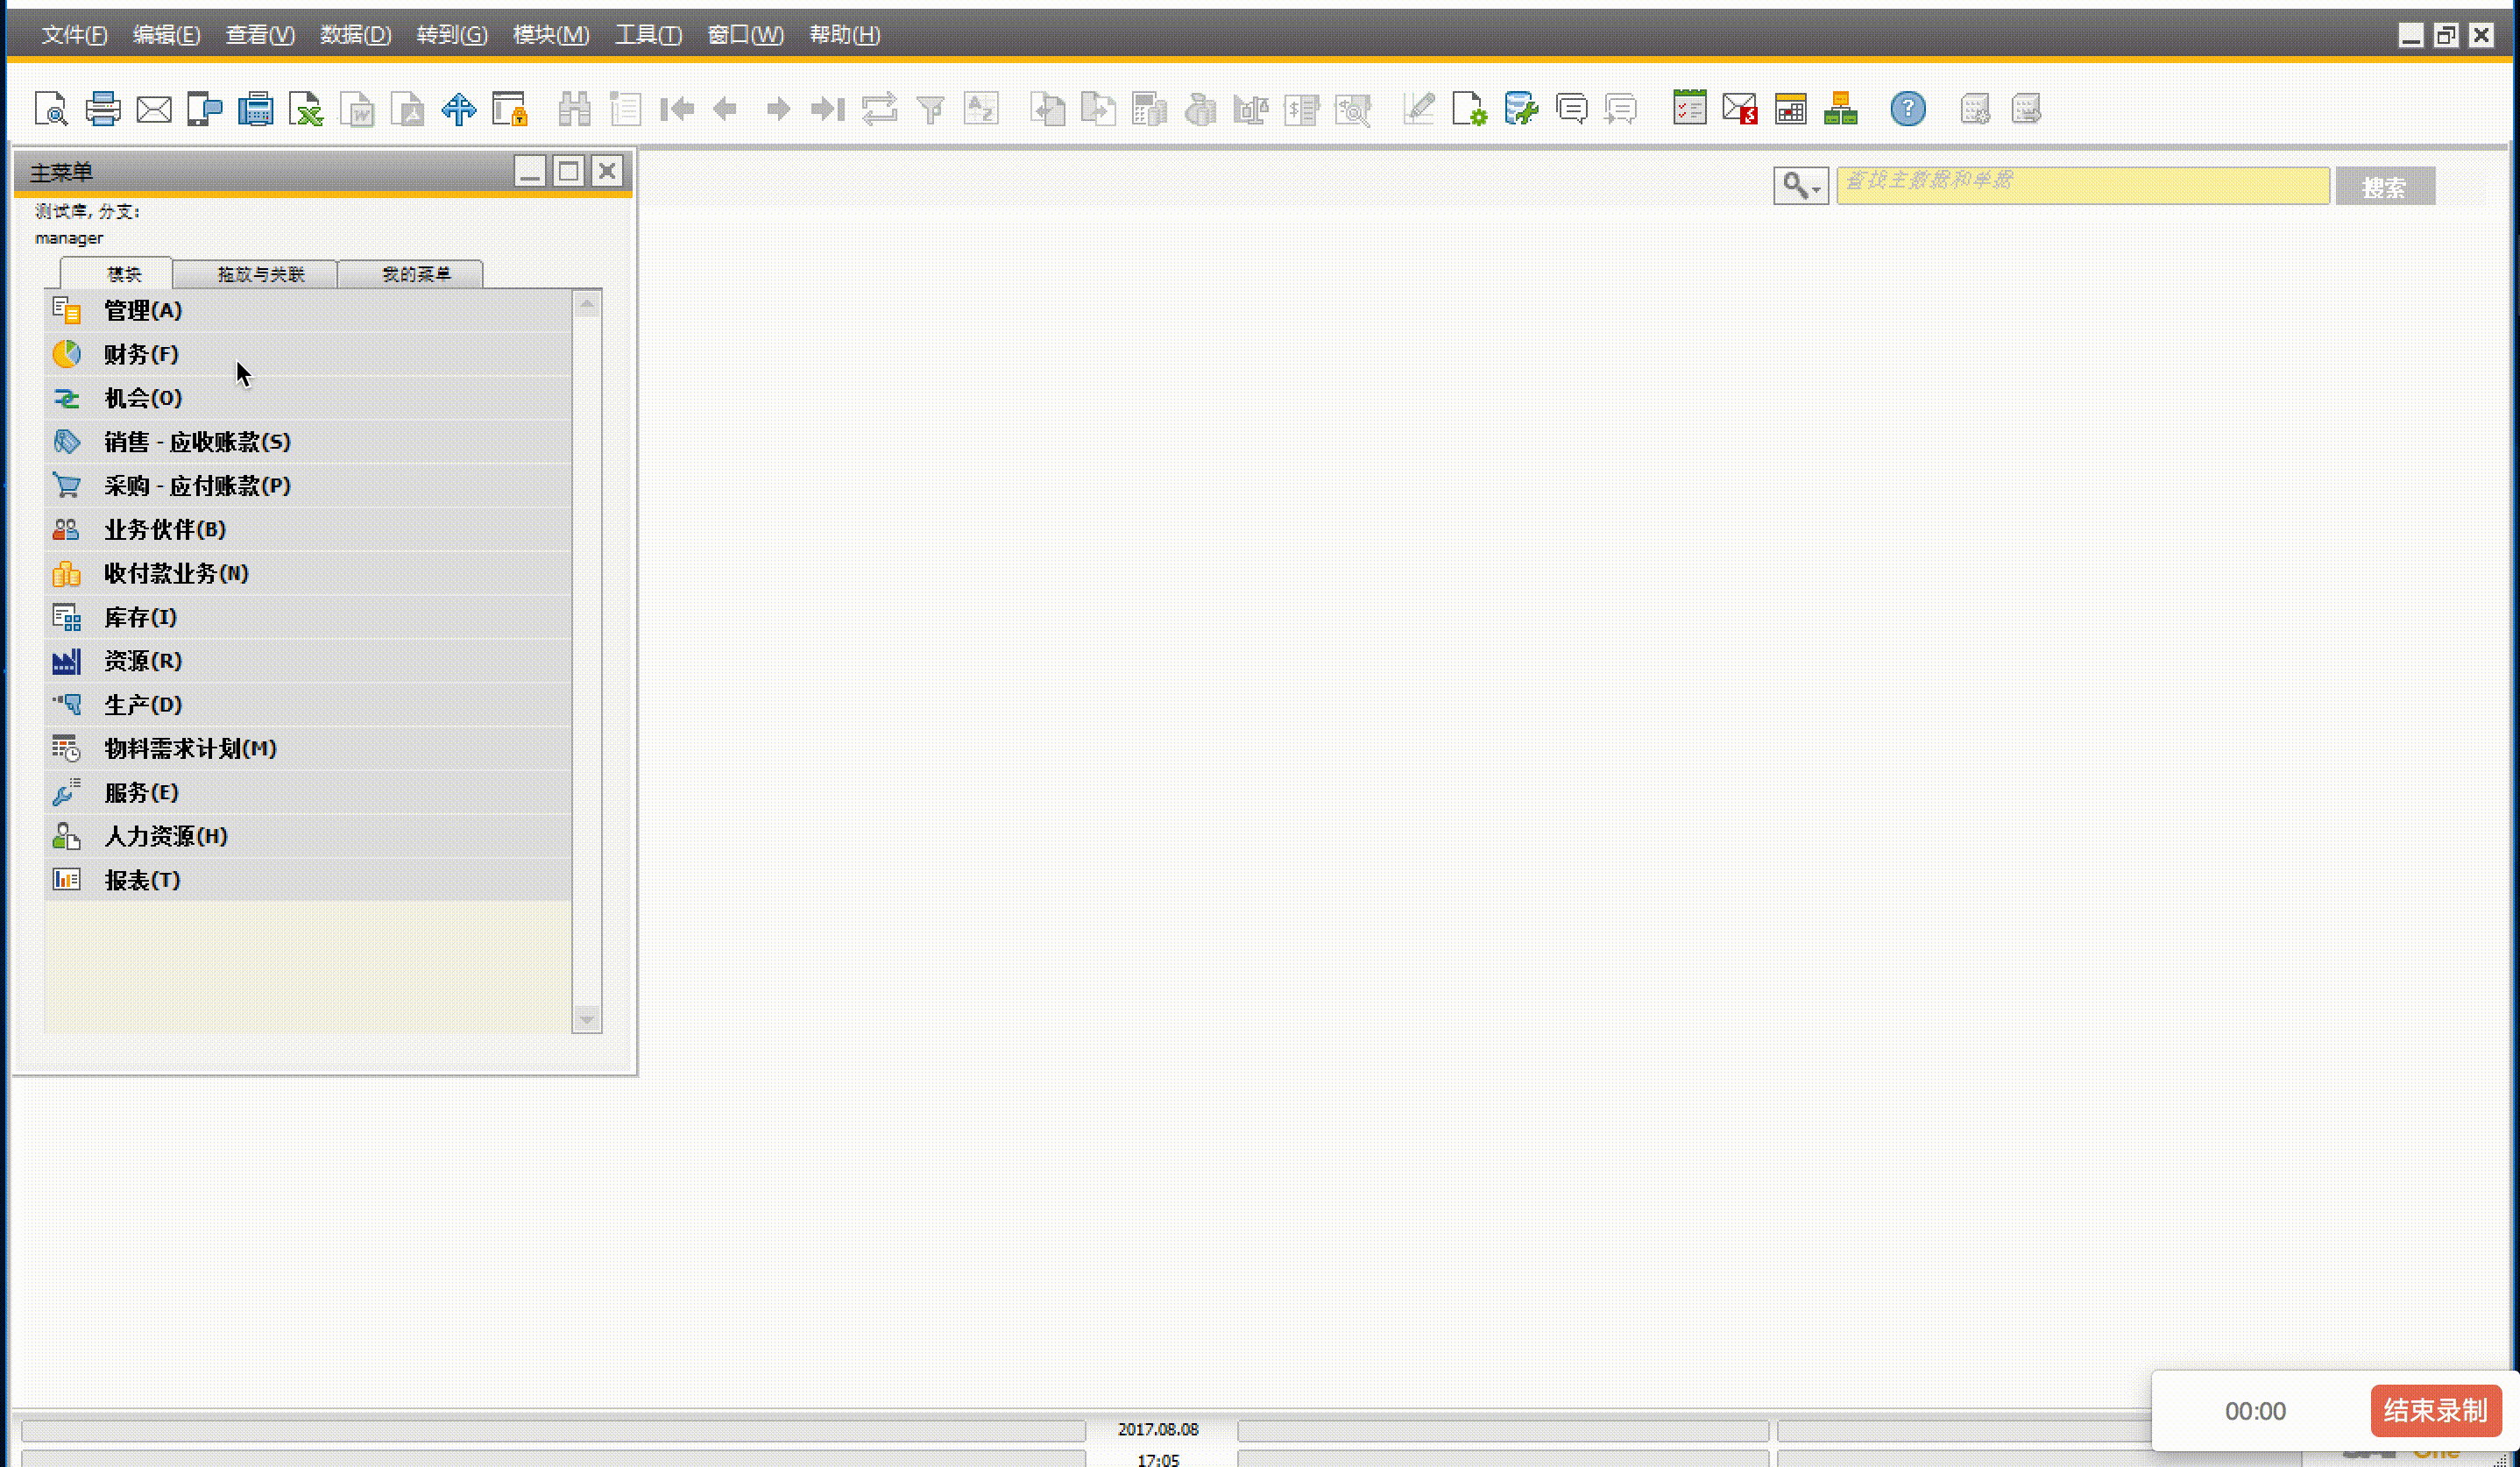 文件(F) 编辑(E) 查看(V) 数据(D) 转到(G) 模块(M) 工具(T) 窗口(W) 帮助(H)
主菜单
查找主数据和单据 搜索
测试库, 分支:
manager
模块 拖放与关联 我的菜单
管理(A)
财务(F)
机会(O)
销售 - 应收账款(S)
采购 - 应付账款(P)
业务伙伴(B)
收付款业务(N)
库存(I)
资源(R)
生产(D)
物料需求计划(M)
服务(E)
人力资源(H)
报表(T)
00:00 结束录制
2017.08.08
17:05
One